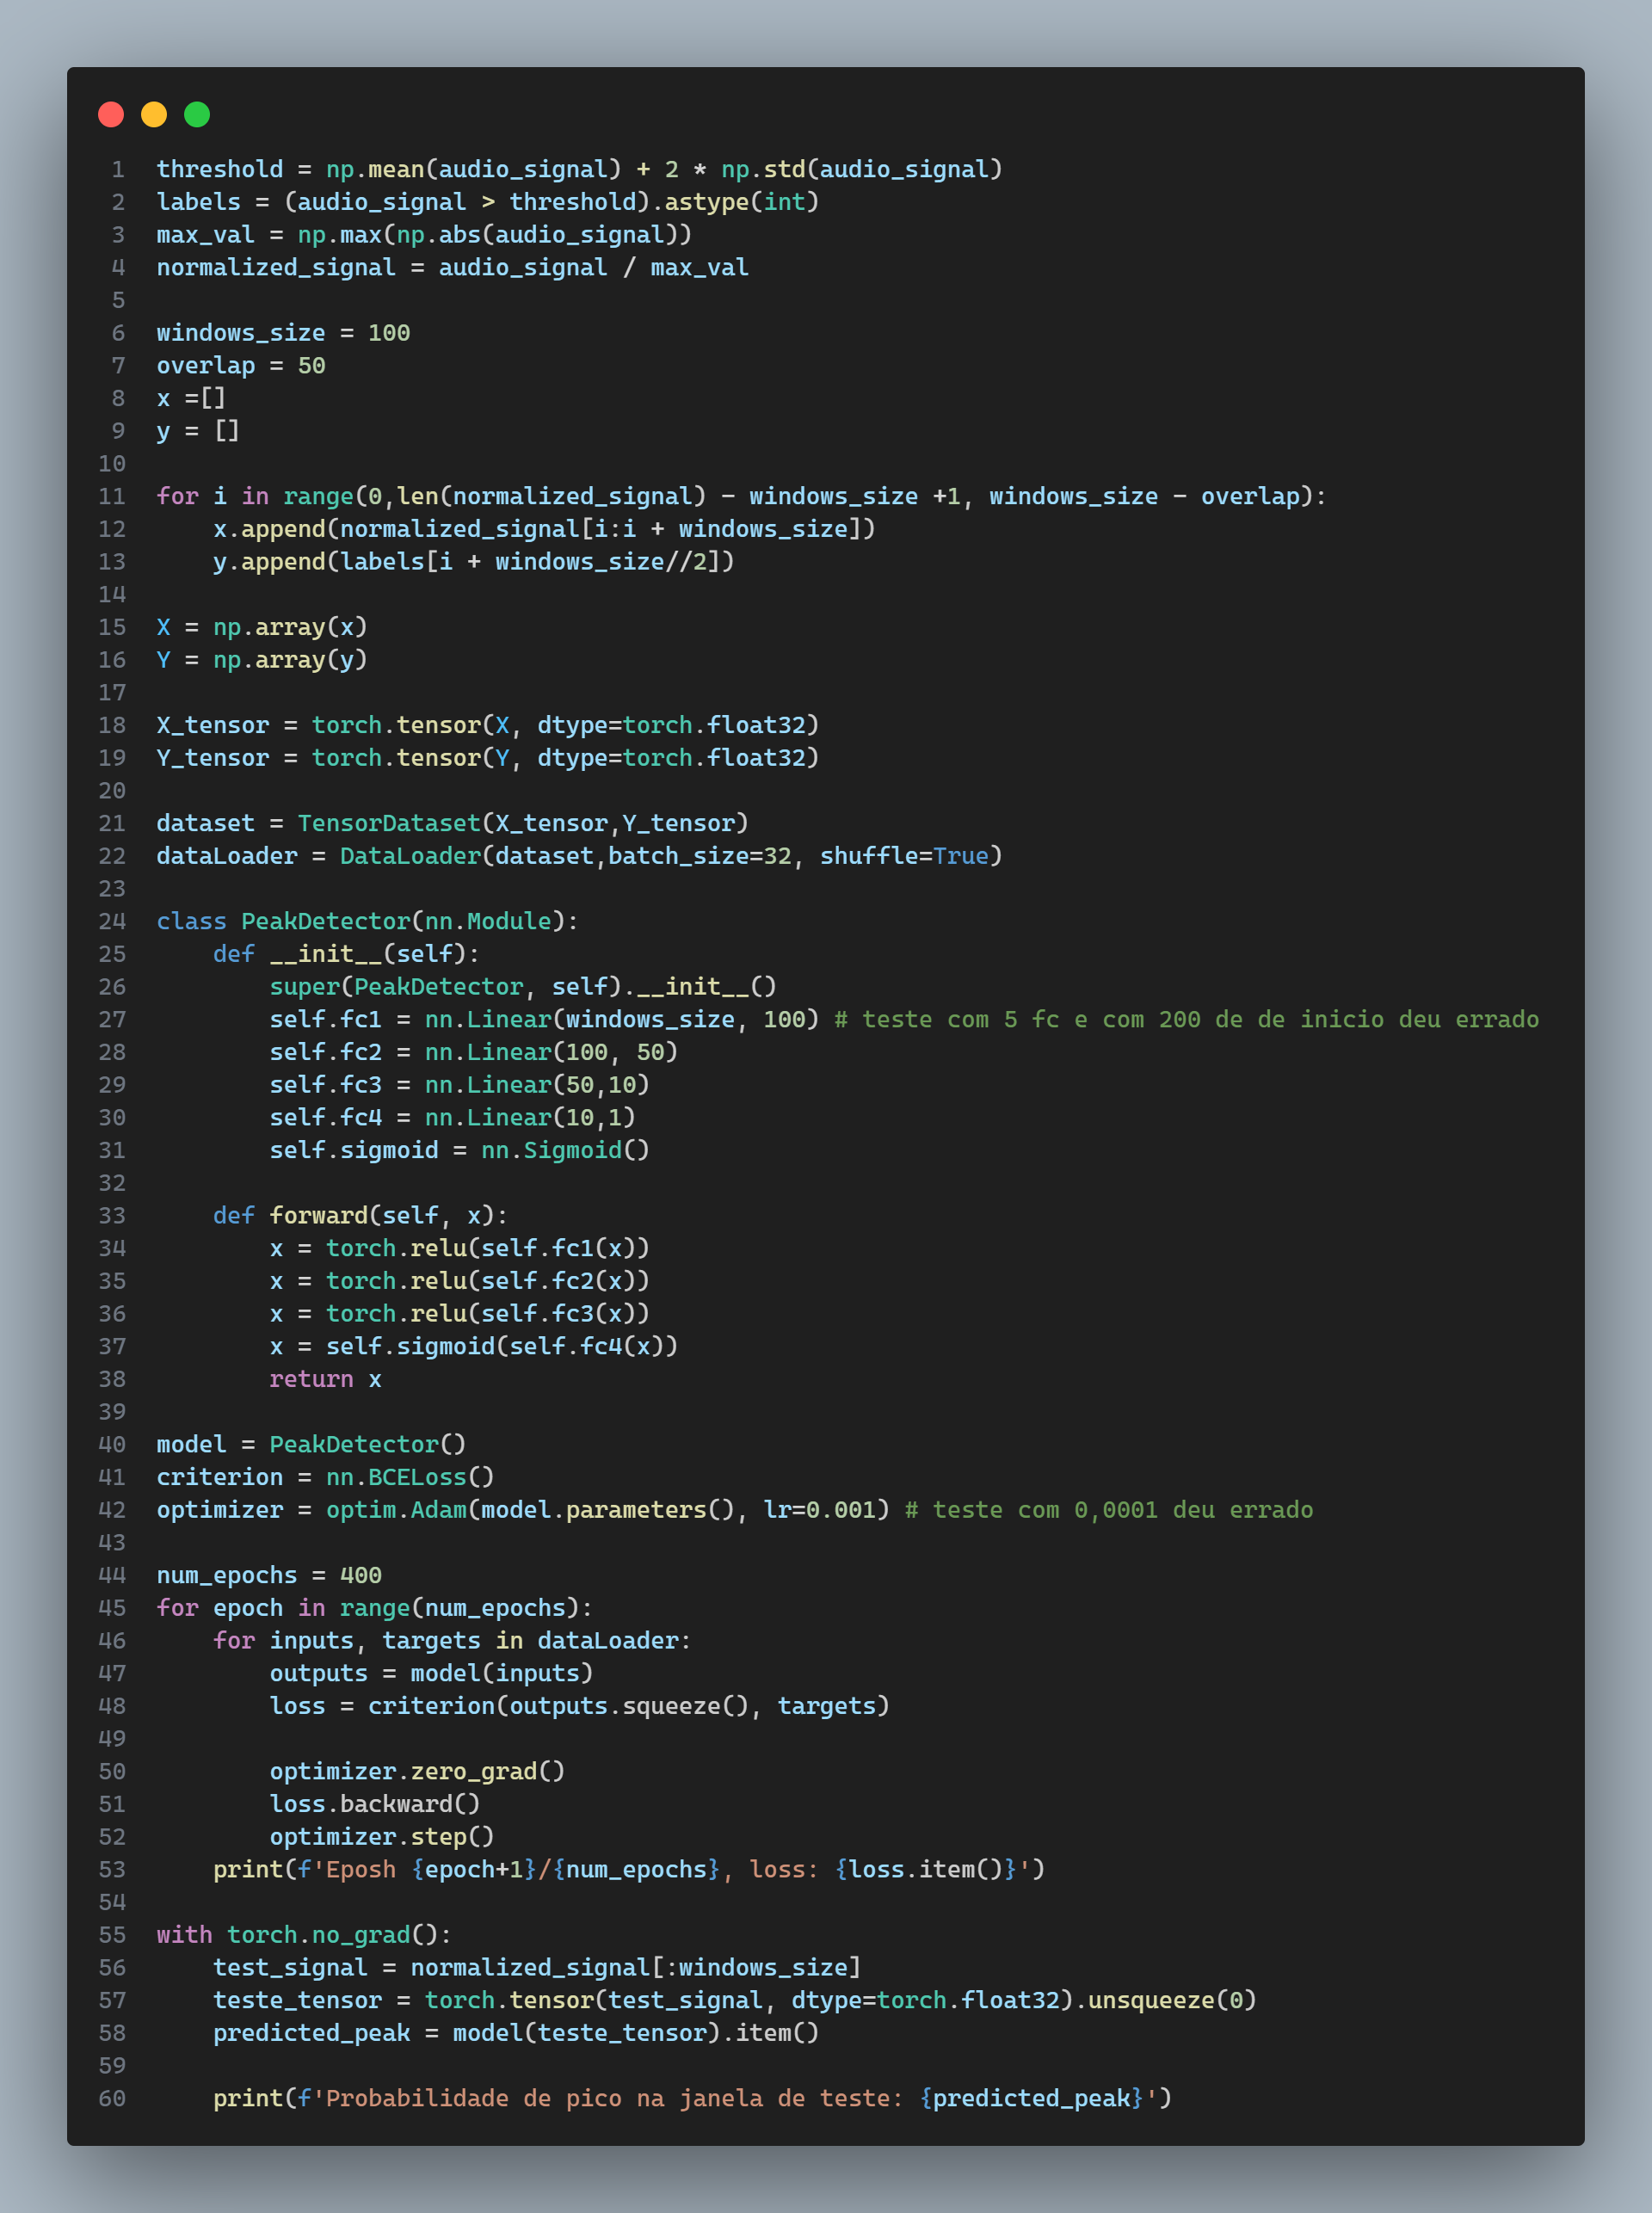 1 threshold = np.mean(audio_signal) + 2 * np.std(audio_signal)
2 labels = (audio_signal > threshold).astype(int)
3 max_val = np.max(np.abs(audio_signal))
4 normalized_signal = audio_signal / max_val
5
6 windows_size = 100
7 overlap = 50
8 x =[]
9 y = []
10
11 for i in range(0,len(normalized_signal) - windows_size +1, windows_size - overlap):
12     x.append(normalized_signal[i:i + windows_size])
13     y.append(labels[i + windows_size//2])
14
15 X = np.array(x)
16 Y = np.array(y)
17
18 X_tensor = torch.tensor(X, dtype=torch.float32)
19 Y_tensor = torch.tensor(Y, dtype=torch.float32)
20
21 dataset = TensorDataset(X_tensor,Y_tensor)
22 dataLoader = DataLoader(dataset,batch_size=32, shuffle=True)
23
24 class PeakDetector(nn.Module):
25     def __init__(self):
26         super(PeakDetector, self).__init__()
27         self.fc1 = nn.Linear(windows_size, 100) # teste com 5 fc e com 200 de de inicio deu errado
28         self.fc2 = nn.Linear(100, 50)
29         self.fc3 = nn.Linear(50,10)
30         self.fc4 = nn.Linear(10,1)
31         self.sigmoid = nn.Sigmoid()
32
33     def forward(self, x):
34         x = torch.relu(self.fc1(x))
35         x = torch.relu(self.fc2(x))
36         x = torch.relu(self.fc3(x))
37         x = self.sigmoid(self.fc4(x))
38         return x
39
40 model = PeakDetector()
41 criterion = nn.BCELoss()
42 optimizer = optim.Adam(model.parameters(), lr=0.001) # teste com 0,0001 deu errado
43
44 num_epochs = 400
45 for epoch in range(num_epochs):
46     for inputs, targets in dataLoader:
47         outputs = model(inputs)
48         loss = criterion(outputs.squeeze(), targets)
49
50         optimizer.zero_grad()
51         loss.backward()
52         optimizer.step()
53     print(f'Eposh {epoch+1}/{num_epochs}, loss: {loss.item()}')
54
55 with torch.no_grad():
56     test_signal = normalized_signal[:windows_size]
57     teste_tensor = torch.tensor(test_signal, dtype=torch.float32).unsqueeze(0)
58     predicted_peak = model(teste_tensor).item()
59
60     print(f'Probabilidade de pico na janela de teste: {predicted_peak}')